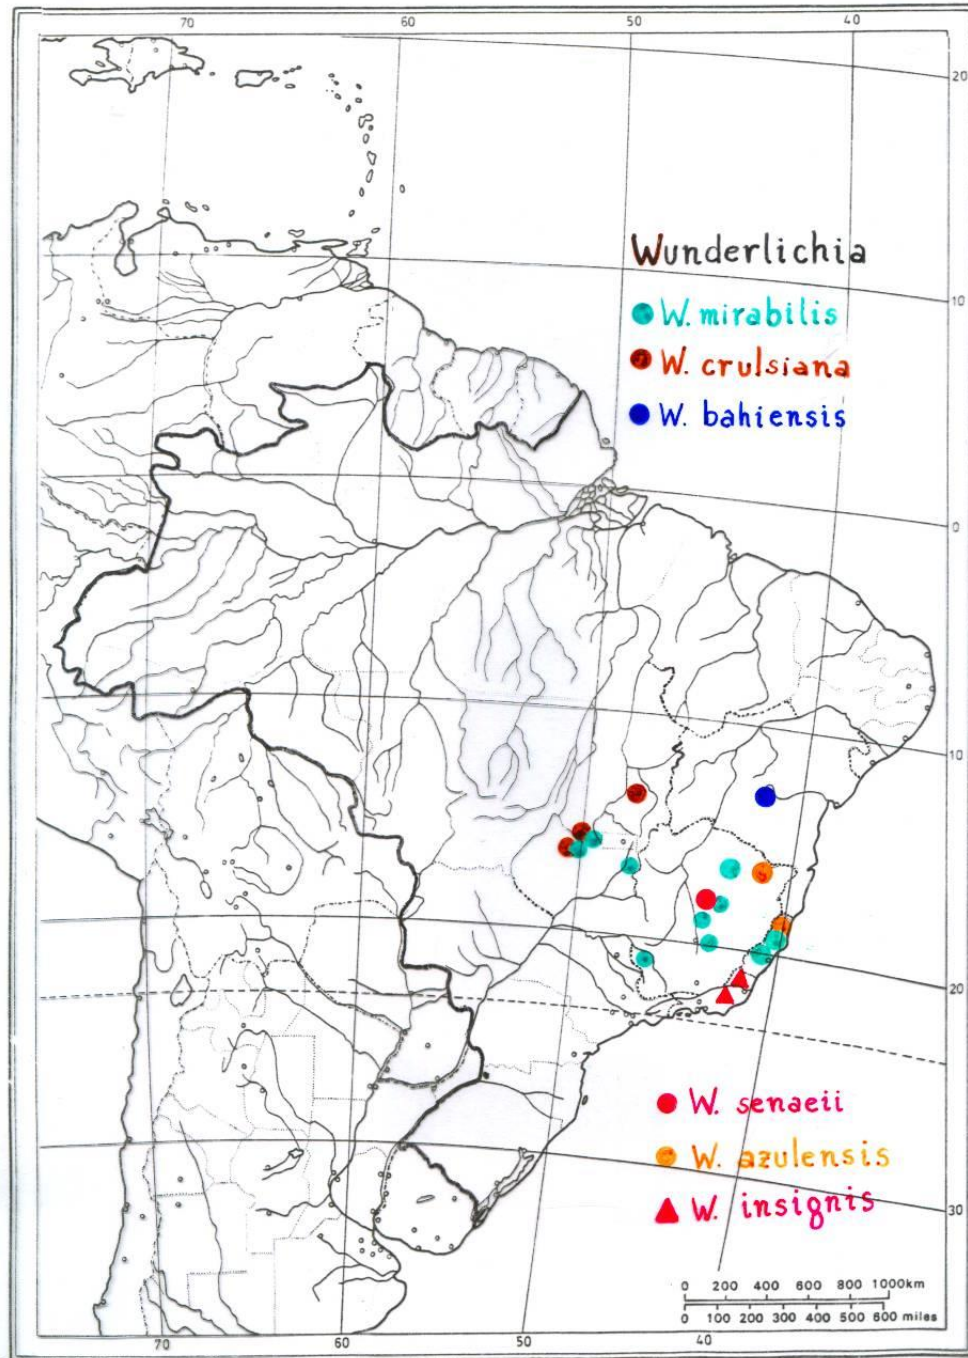 70 60 50 40
20
Wunderlichia
W. mirabilis
10
W. crulsiana
W. bahiensis
0
10
20
W. senaeii
W. azulensis
W. insignis
30
0 200 400 600 800 1000km
0 100 200 300 400 500 600 miles
70 60 50 40